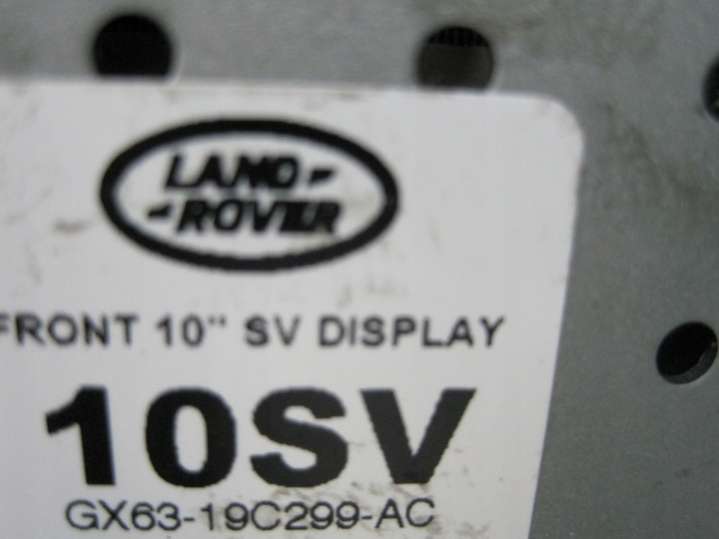 LAND
ROVER
FRONT 10" SV DISPLAY
10SV
GX63-19C299-AC